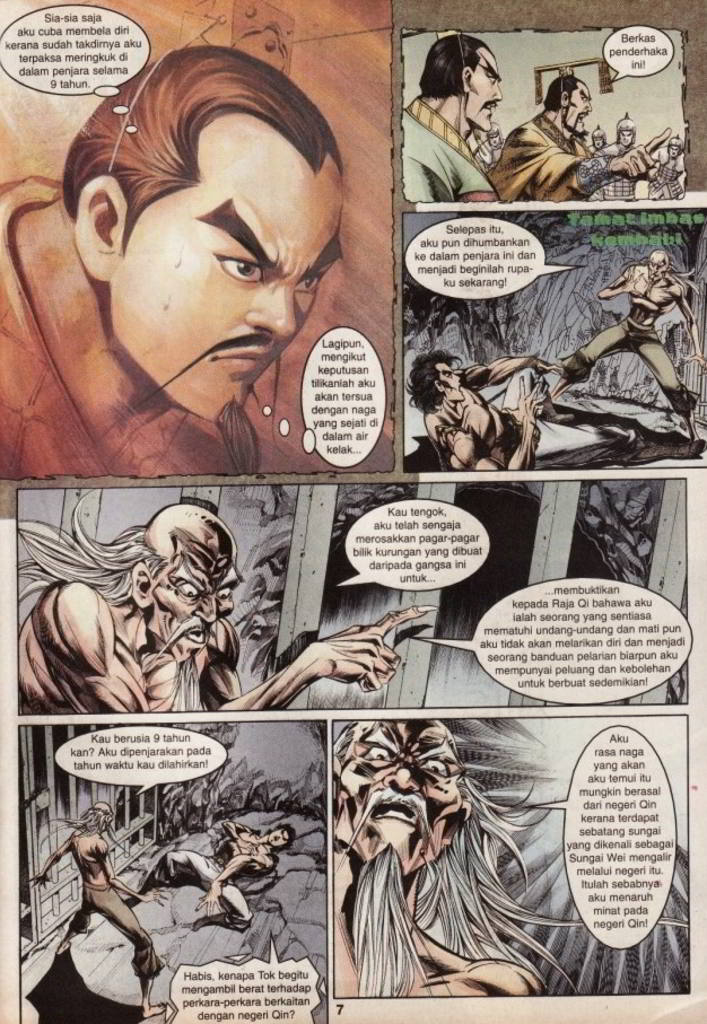 Sia-sia saja
aku cuba membela diri
kerana sudah takdirnya aku
terpaksa meringkuk di
dalam penjara selama
9 tahun.
Lagipun,
mengikut
keputusan
tilikanlah aku
akan tersua
dengan naga
yang sejati di
dalam air
kelak...
Berkas
penderhaka
ini!
Tamat imbas
kembali
Selepas itu,
aku pun dihumbankan
ke dalam penjara ini dan
menjadi beginilah rupa-
ku sekarang!
Kau tengok,
aku telah sengaja
merosakkan pagar-pagar
bilik kurungan yang dibuat
daripada gangsa ini
untuk...
...membuktikan
kepada Raja Qi bahawa aku
ialah seorang yang sentiasa
mematuhi undang-undang dan mati pun
aku tidak akan melarikan diri dan menjadi
seorang banduan pelarian biarpun aku
mempunyai peluang dan kebolehan
untuk berbuat sedemikian!
Kau berusia 9 tahun
kan? Aku dipenjarakan pada
tahun waktu kau dilahirkan!
Habis, kenapa Tok begitu
mengambil berat terhadap
perkara-perkara berkaitan
dengan negeri Qin?
Aku
rasa naga
yang akan
aku temui itu
mungkin berasal
dari negeri Qin
kerana terdapat
sebatang sungai
yang dikenali sebagai
Sungai Wei mengalir
melalui negeri itu.
Itulah sebabnya
aku menaruh
minat pada
negeri Qin!
7